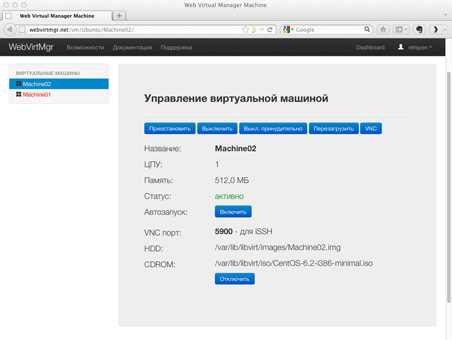 Web Virtual Manager Machine
Web Virtual Manager Machine
webvirtmgr.net/vm/Ubuntu/Machine02/
Google
WebVirtMgr
Возможности
Документация
Поддержка
Dashboard
retspen
ВИРТУАЛЬНЫЕ МАШИНЫ
Machine02
Machine01
Управление виртуальной машиной
Приостановить
Выключить
Выкл. принудительно
Перезагрузить
VNC
Название: Machine02
ЦПУ: 1
Память: 512,0 МБ
Статус: активно
Автозапуск: Включить
VNC порт: 5900 - для iSSH
HDD: /var/lib/libvirt/images/Machine02.img
CDROM: /var/lib/libvirt/iso/CentOS-6.2-i386-minimal.iso
Отключить